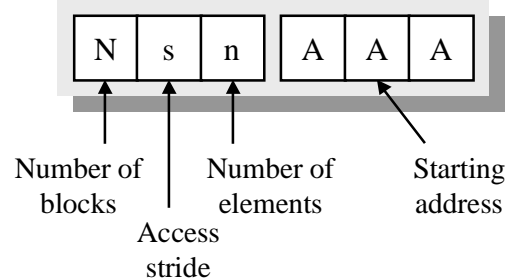 N s n A A A
Number of
blocks
Access
stride
Number of
elements
Starting
address